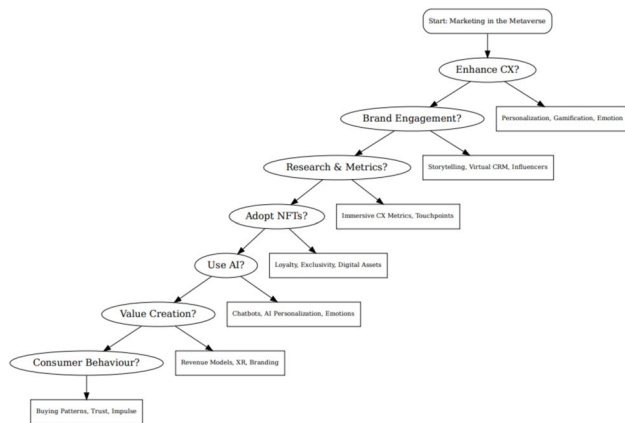 Start: Marketing in the Metaverse
Enhance CX?
Brand Engagement?
Personalization, Gamification, Emotion
Research & Metrics?
Storytelling, Virtual CRM, Influencers
Adopt NFTs?
Immersive CX Metrics, Touchpoints
Use AI?
Loyalty, Exclusivity, Digital Assets
Value Creation?
Chatbots, AI Personalization, Emotions
Consumer Behaviour?
Revenue Models, XR, Branding
Buying Patterns, Trust, Impulse